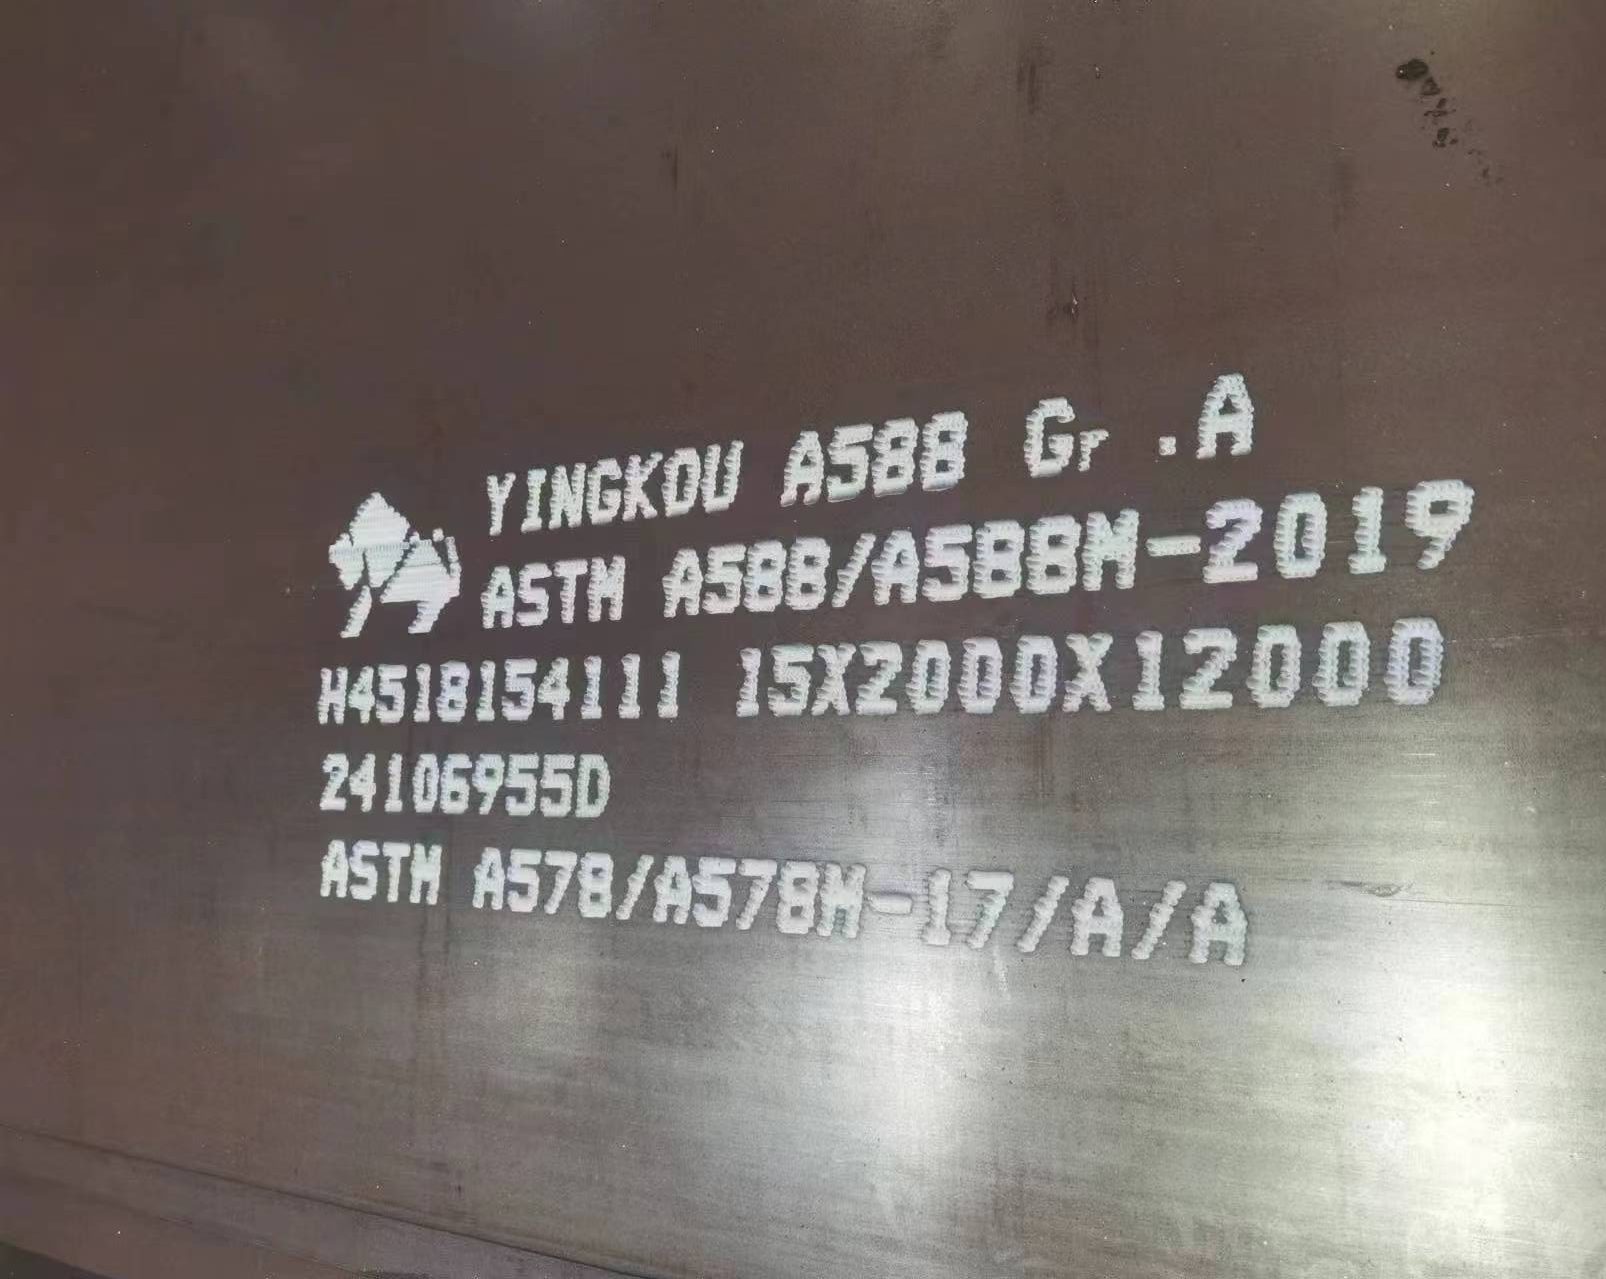 YINGKOU A588 Gr .A
ASTM A588/A588M-2019
H4518154111 15X2000X12000
24106955D
ASTM A578/A578M-17/A/A